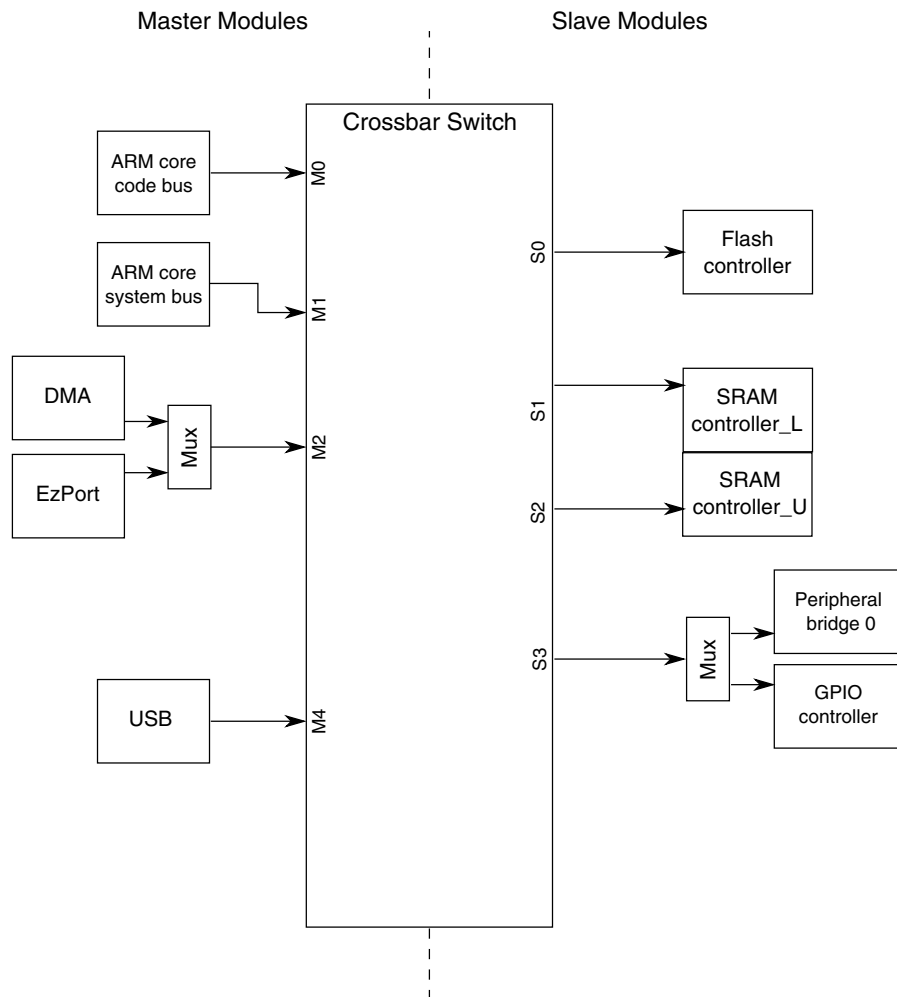 Master Modules
Slave Modules
Crossbar Switch
ARM core
code bus
M0
ARM core
system bus
M1
DMA
EzPort
Mux
M2
USB
M4
S0
Flash
controller
S1
SRAM
controller_L
S2
SRAM
controller_U
S3
Mux
Peripheral
bridge 0
GPIO
controller